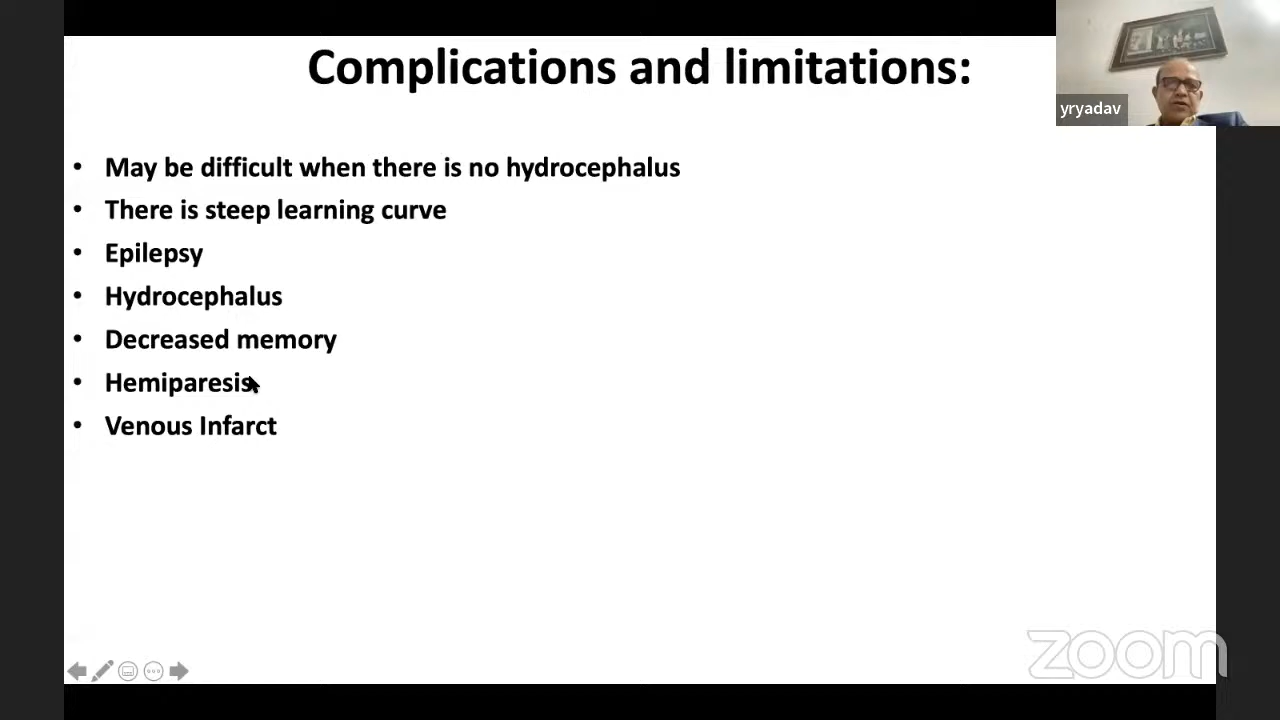 Complications and limitations:
yryadav
• May be difficult when there is no hydrocephalus
• There is steep learning curve
• Epilepsy
• Hydrocephalus
• Decreased memory
• Hemiparesis
• Venous Infarct
zoom